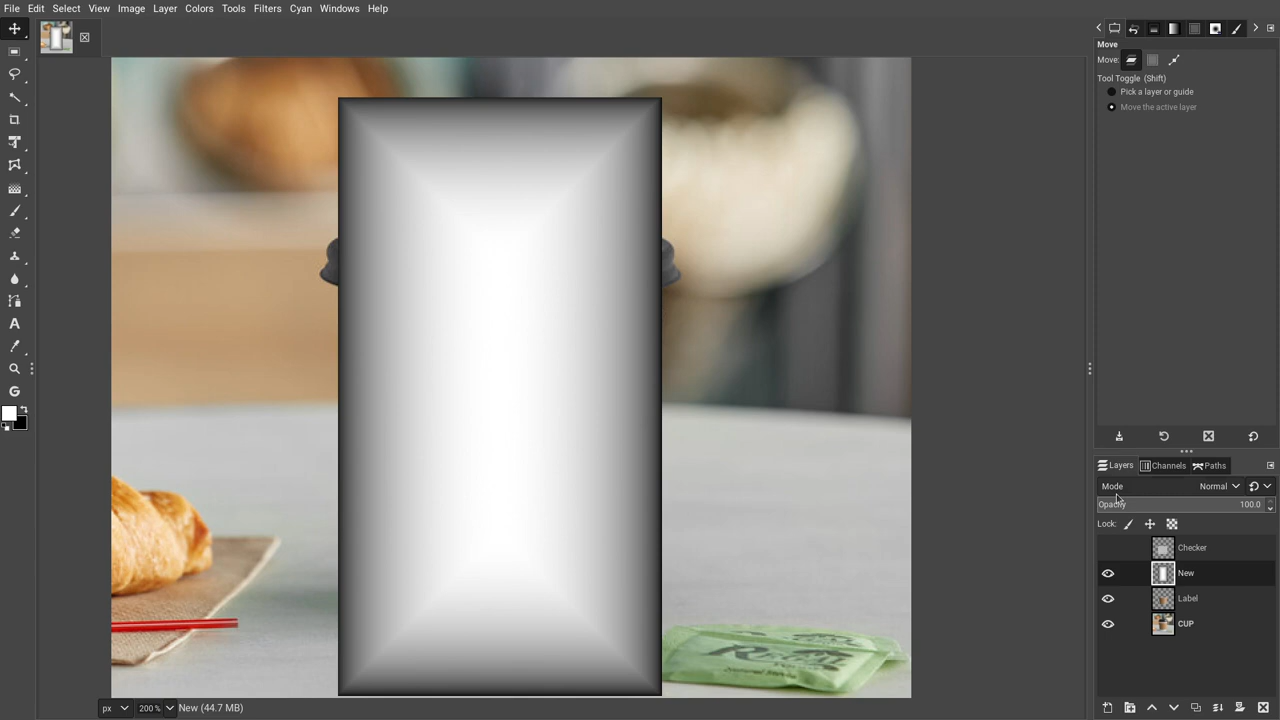 File Edit Select View Image Layer Colors Tools Filters Cyan Windows Help
Move
Move:
Tool Toggle (Shift)
Pick a layer or guide
Move the active layer
Layers Channels Paths
Mode Normal
Opacity 100.0
Lock:
Checker
New
Label
CUP
px 200% New (44.7 MB)